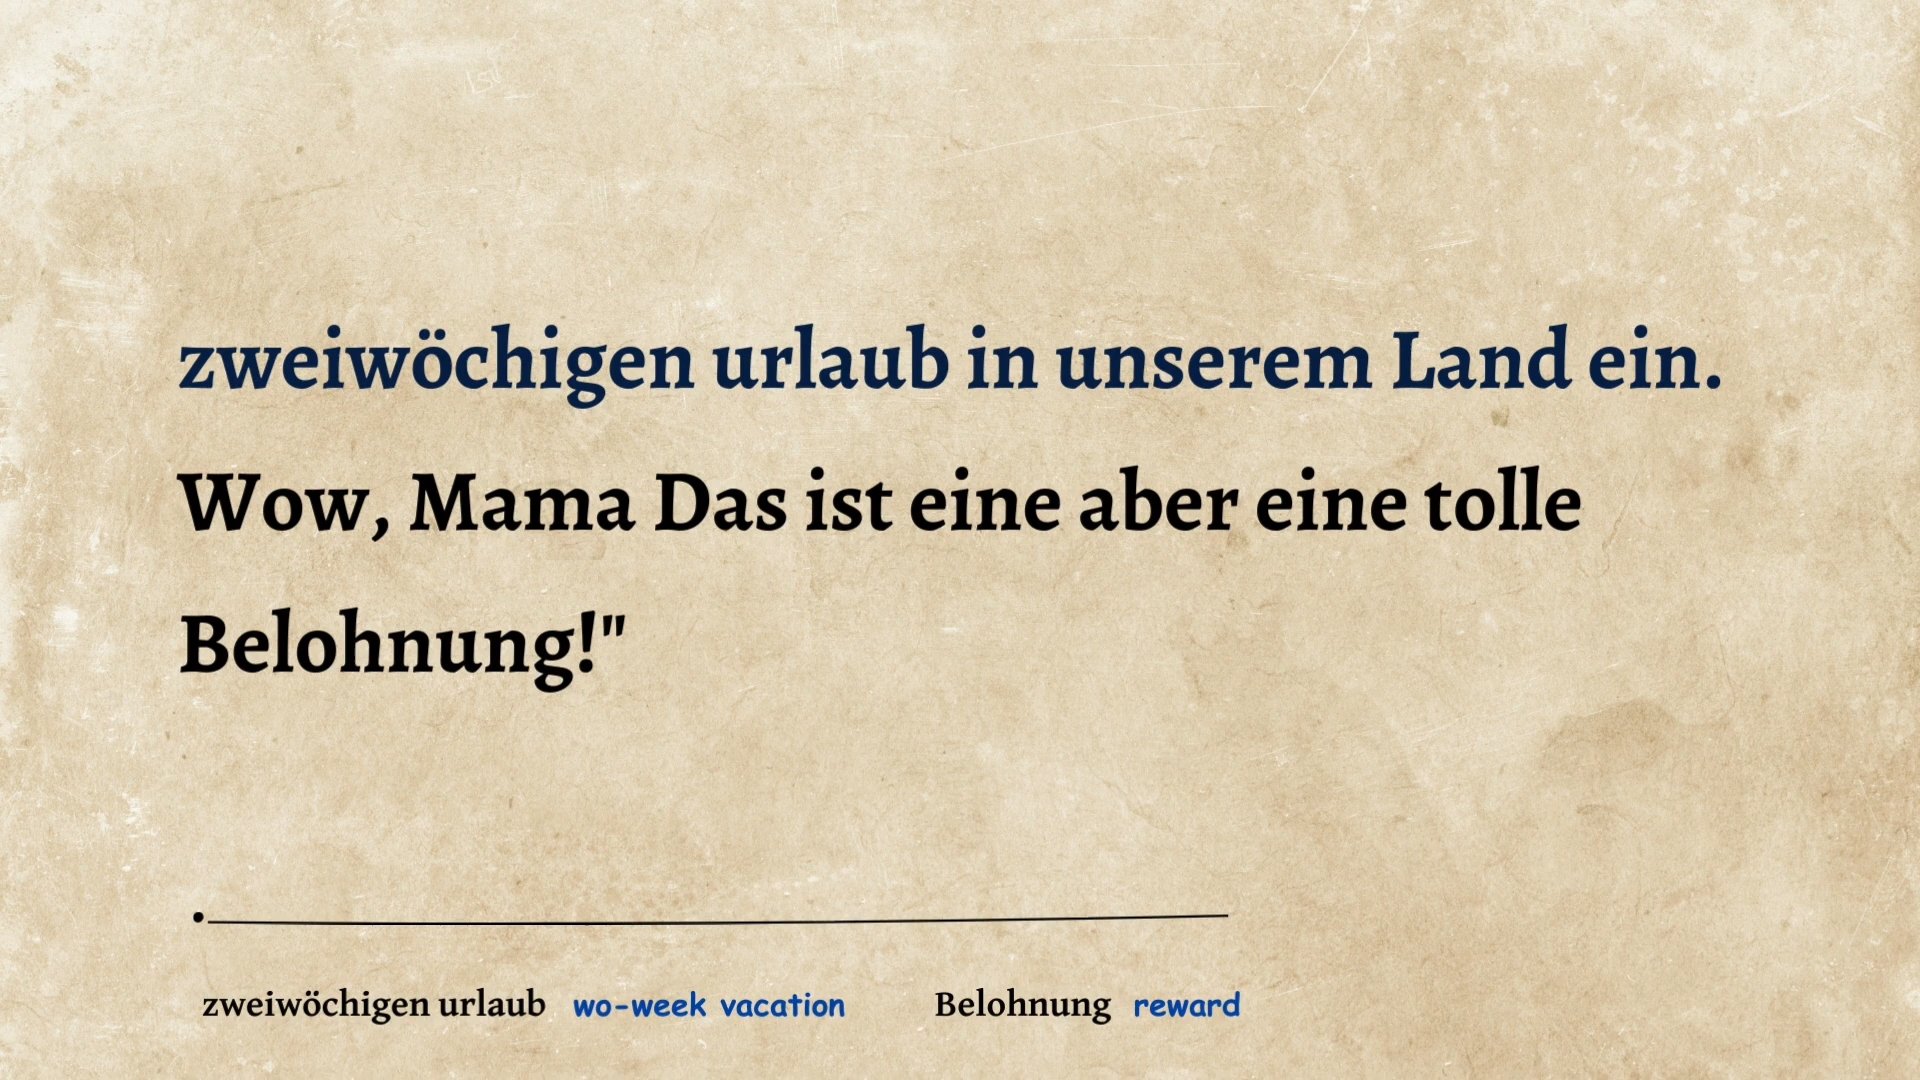 zweiwöchigen urlaub in unserem Land ein.
Wow, Mama Das ist eine aber eine tolle
Belohnung!"
zweiwöchigen urlaub wo-week vacation Belohnung reward